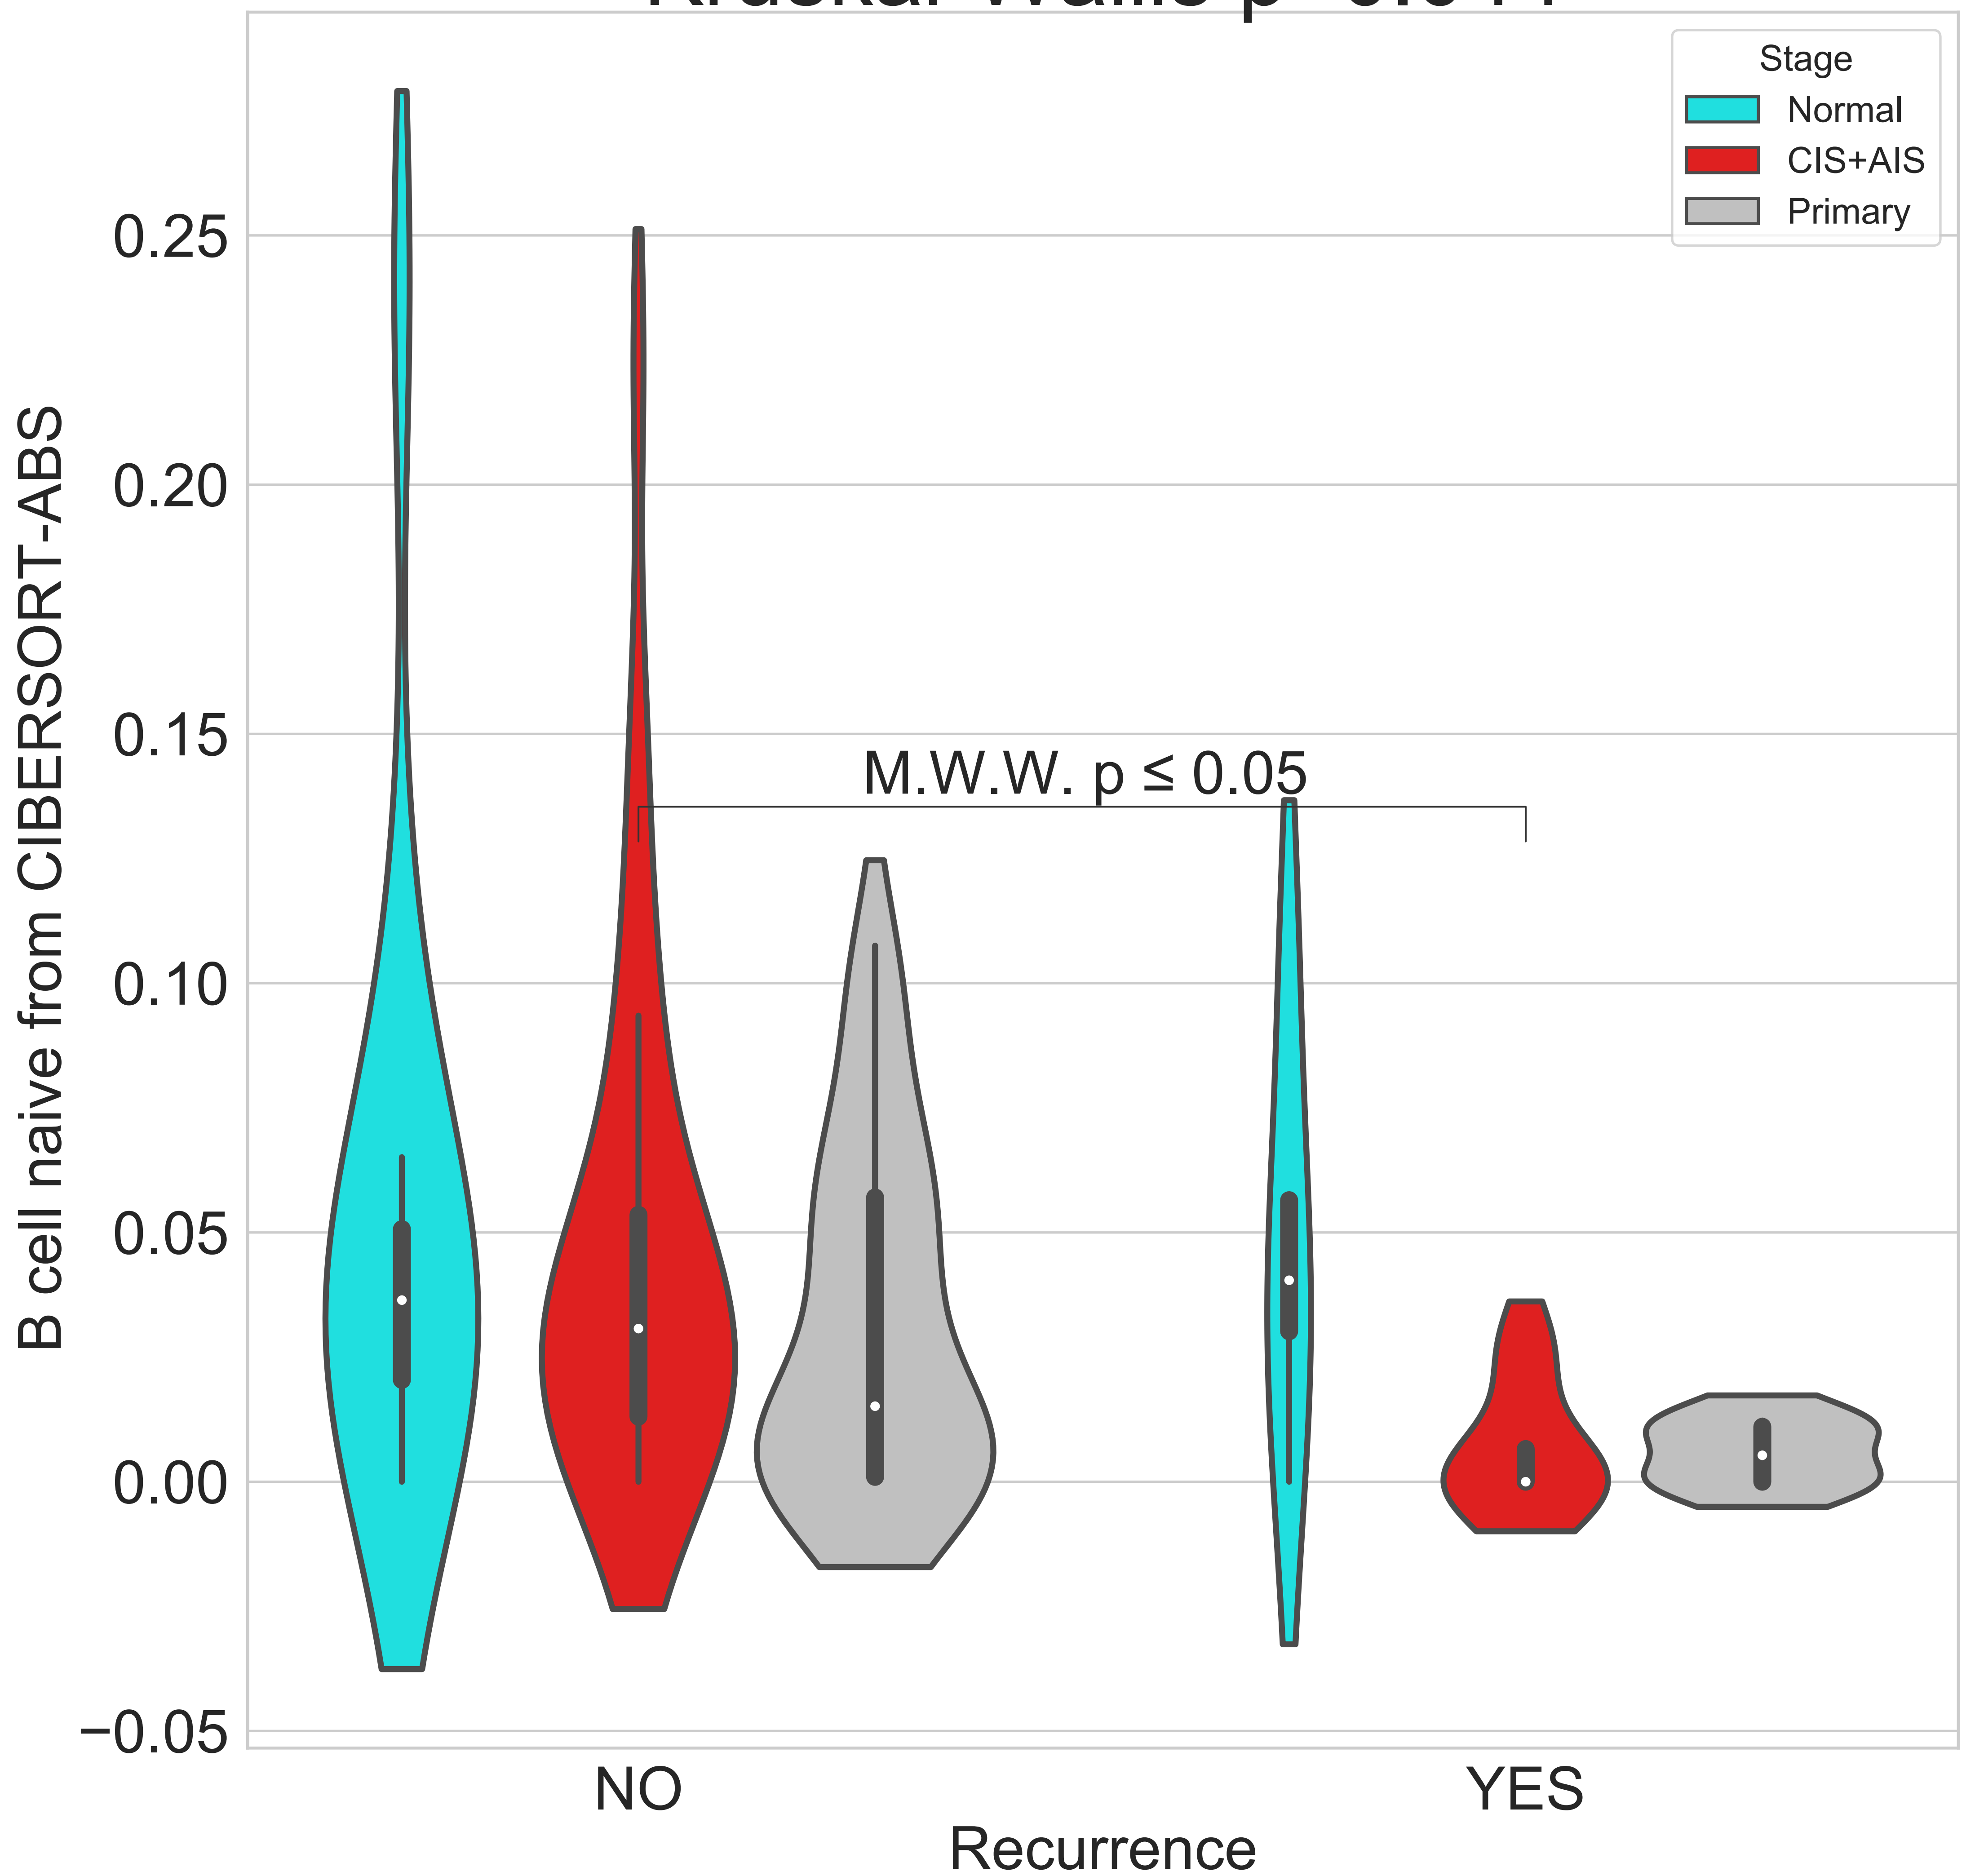 Stage
Normal
CIS+AIS
Primary
B cell naive from CIBERSORT-ABS
0.25
0.20
0.15
0.10
0.05
0.00
−0.05
M.W.W. p ≤ 0.05
NO
YES
Recurrence